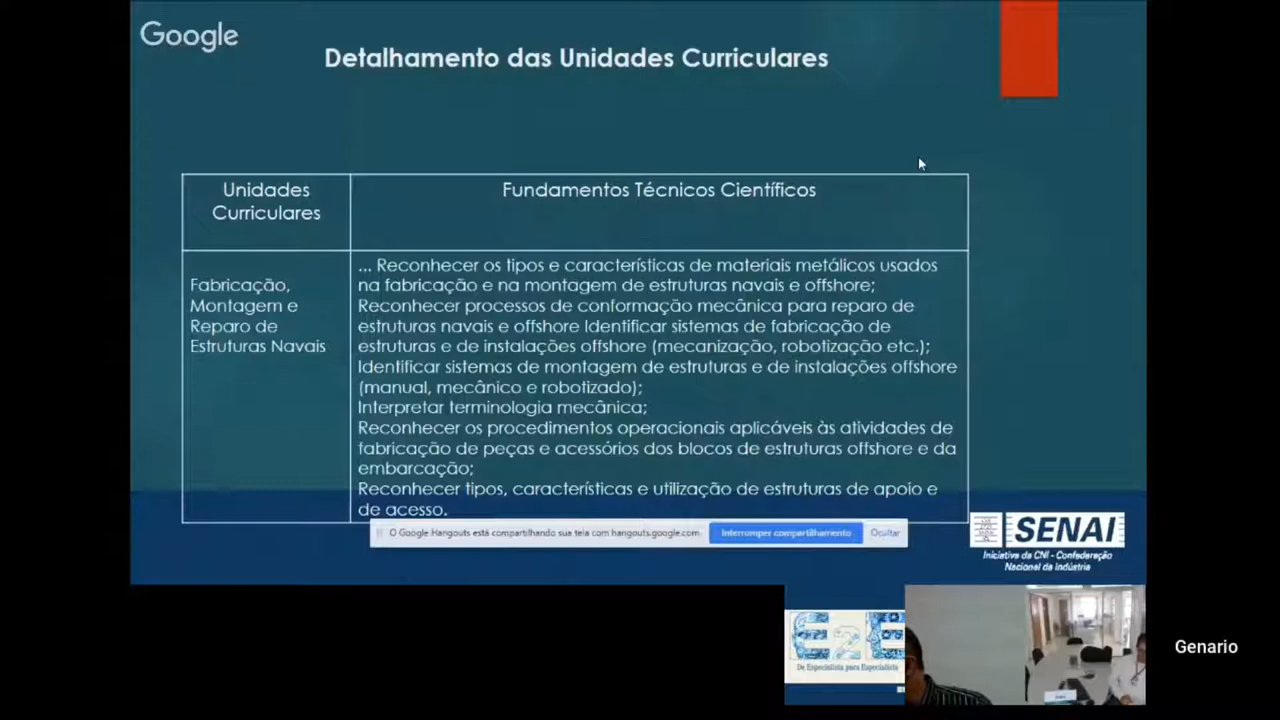 Google
Detalhamento das Unidades Curriculares
Unidades
Curriculares
Fundamentos Técnicos Científicos
Fabricação,
Montagem e
Reparo de
Estruturas Navais
... Reconhecer os tipos e características de materiais metálicos usados
na fabricação e na montagem de estruturas navais e offshore;
Reconhecer processos de conformação mecânica para reparo de
estruturas navais e offshore Identificar sistemas de fabricação de
estruturas e de instalações offshore (mecanização, robotização etc.);
Identificar sistemas de montagem de estruturas e de instalações offshore
(manual, mecânico e robotizado);
Interpretar terminologia mecânica;
Reconhecer os procedimentos operacionais aplicáveis às atividades de
fabricação de peças e acessórios dos blocos de estruturas offshore e da
embarcação;
Reconhecer tipos, características e utilização de estruturas de apoio e
de acesso.
O Google Hangouts está compartilhando sua tela com hangouts.google.com.
Interromper compartilhamento
Ocultar
SENAI
Iniciativa da CNI - Confederação
Nacional da Indústria
E2E
De Especialista para Especialista
Genario